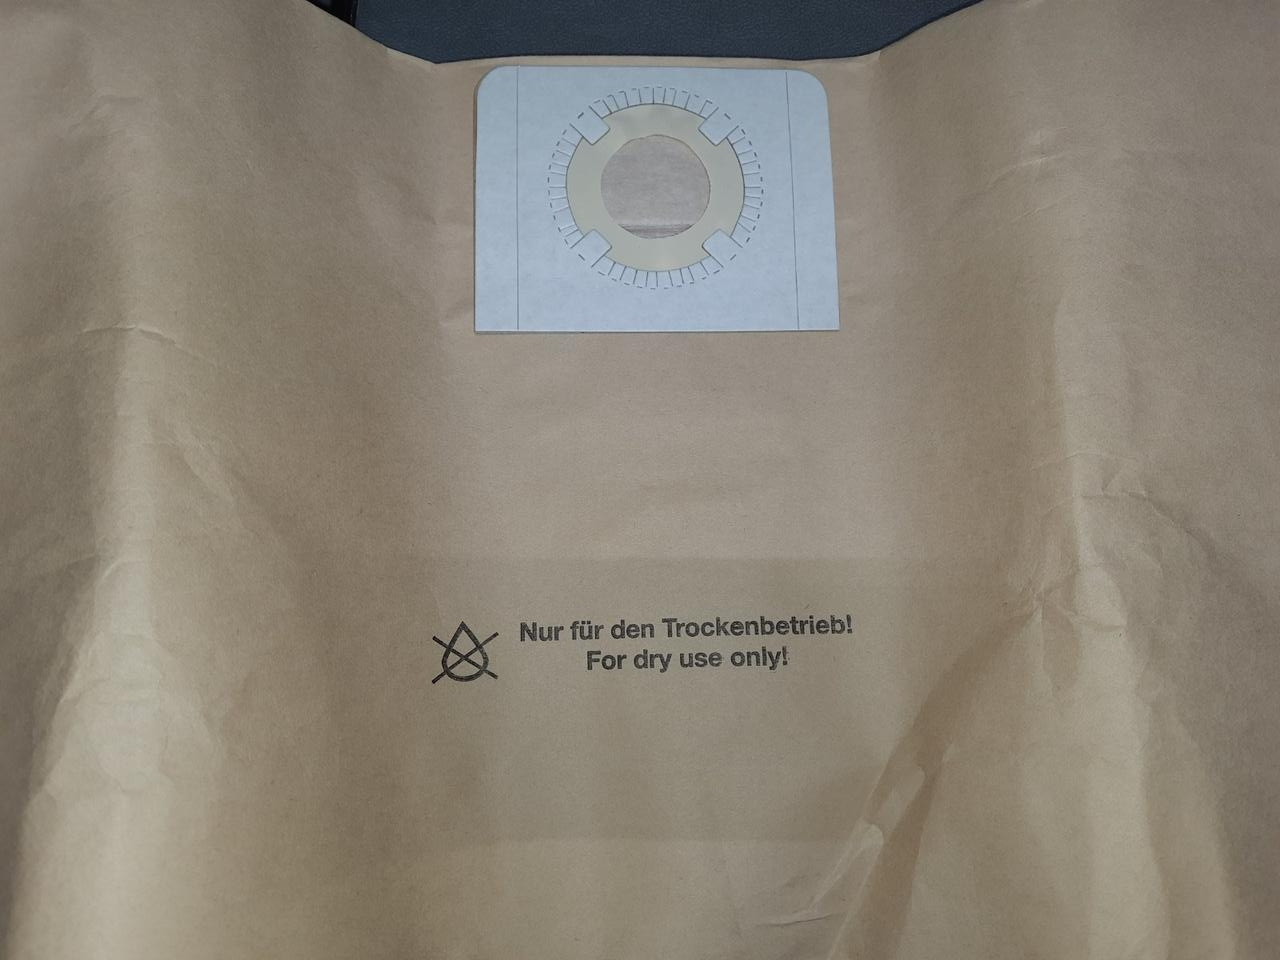 Nur für den Trockenbetrieb!
For dry use only!